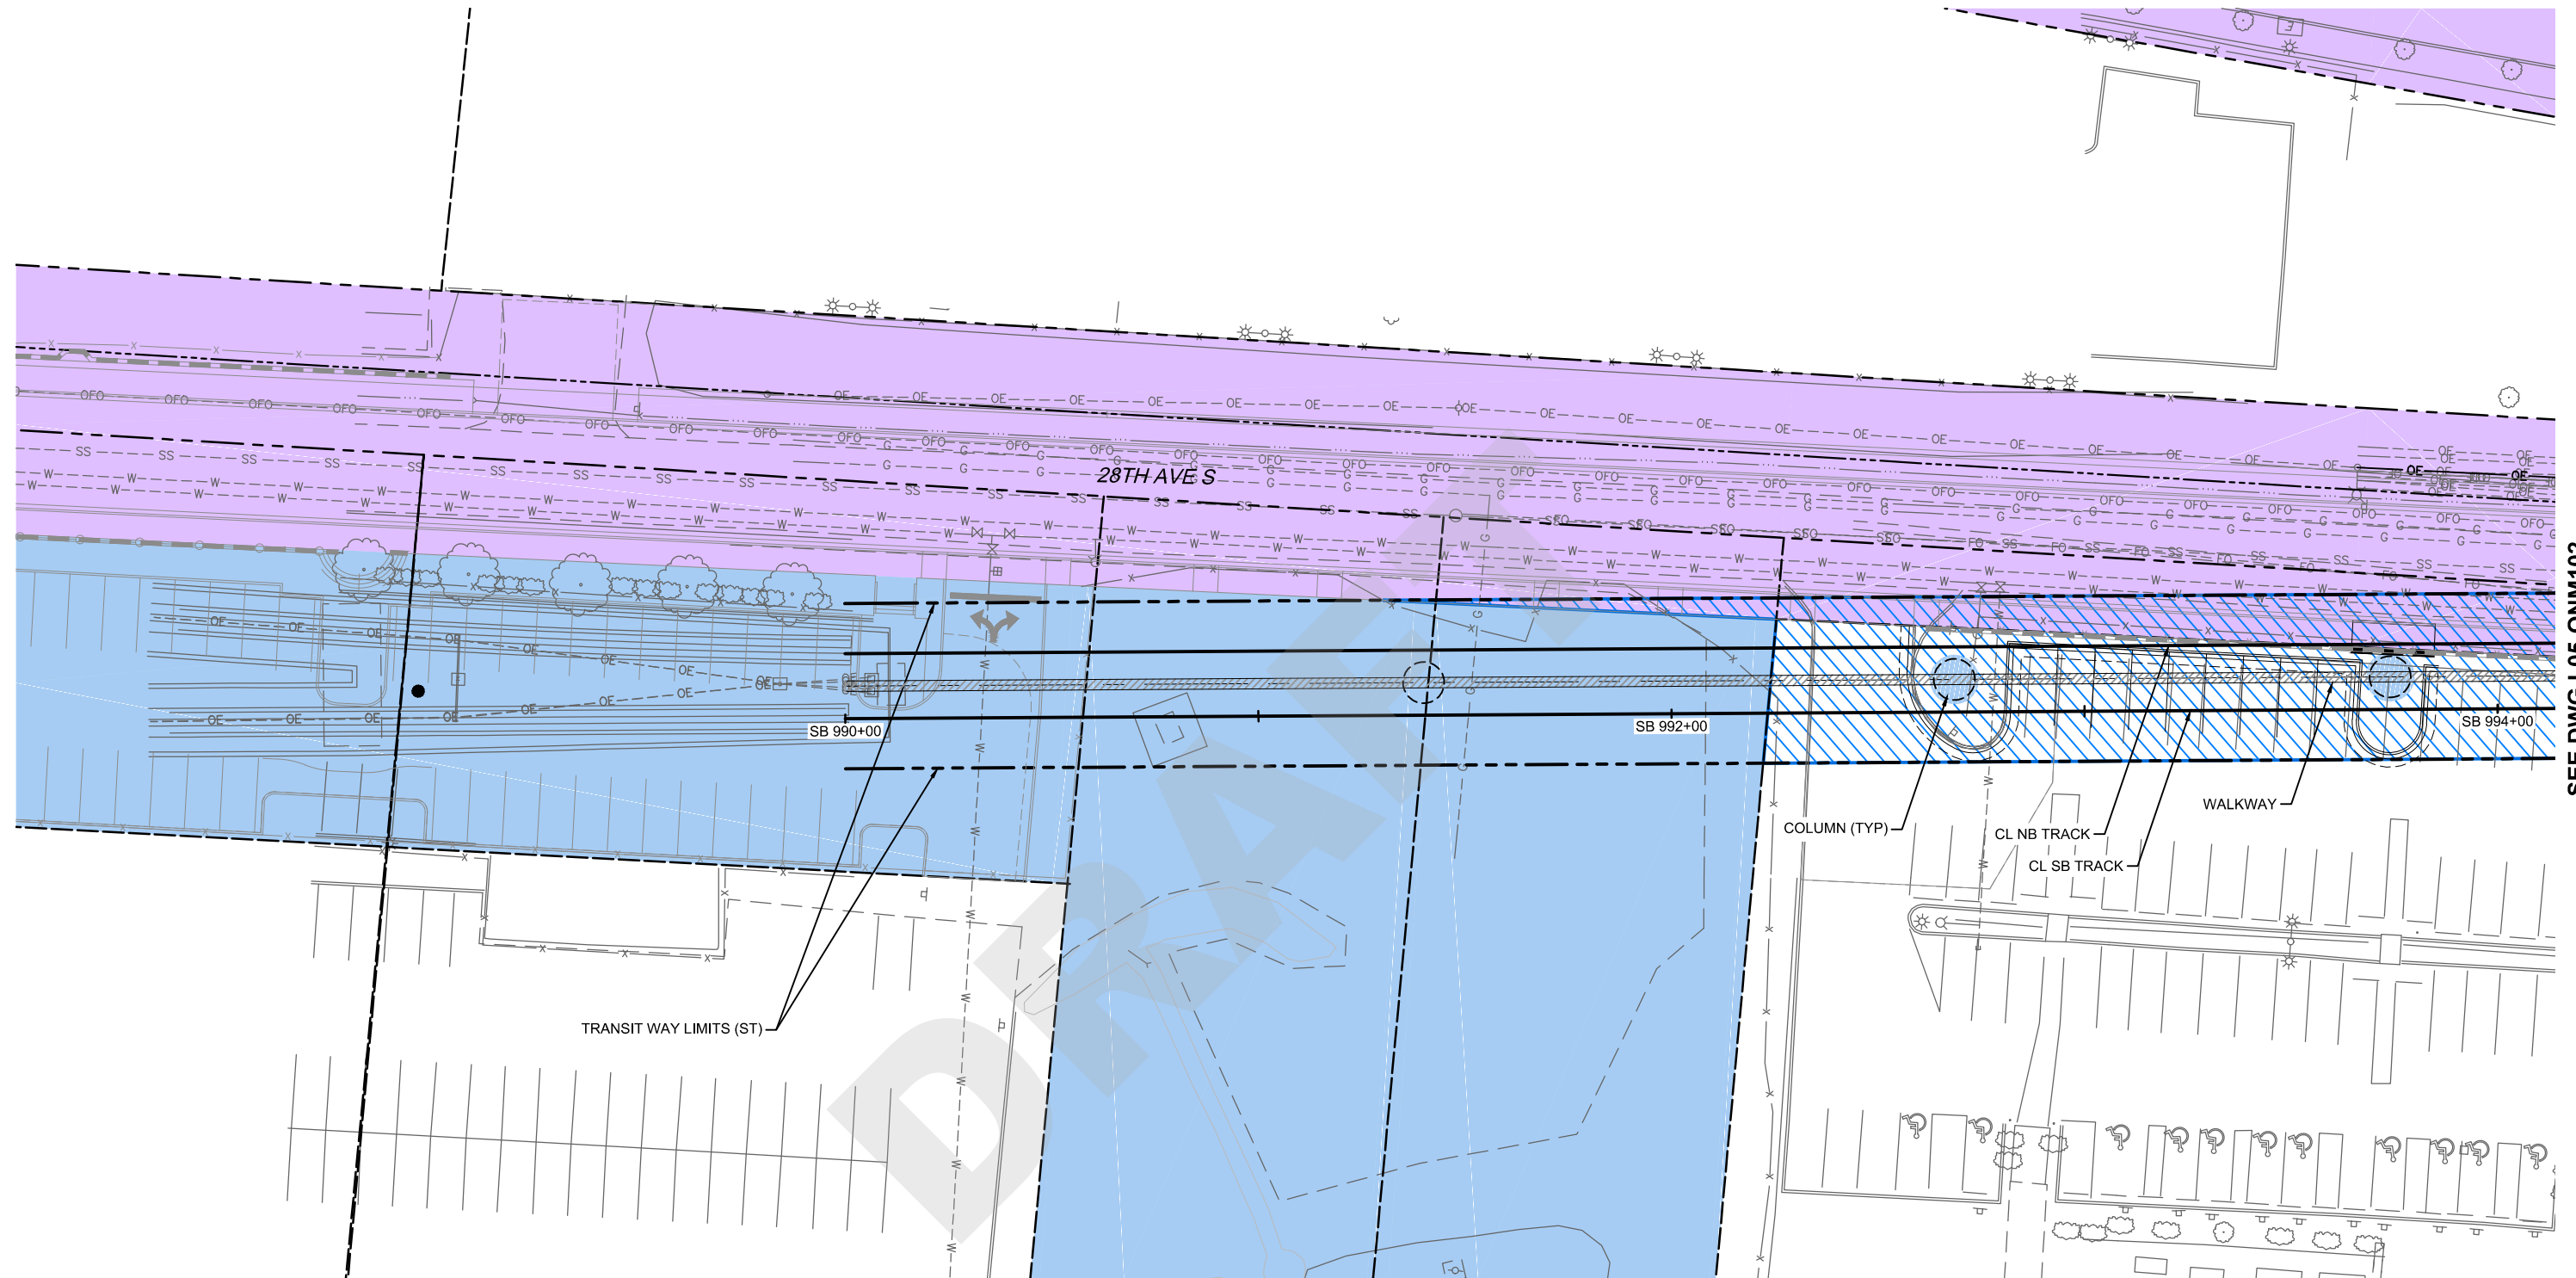 28TH AVE S
SB 990+00
SB 992+00
SB 994+00
COLUMN (TYP)
CL NB TRACK
CL SB TRACK
WALKWAY
TRANSIT WAY LIMITS (ST)
DRAFT